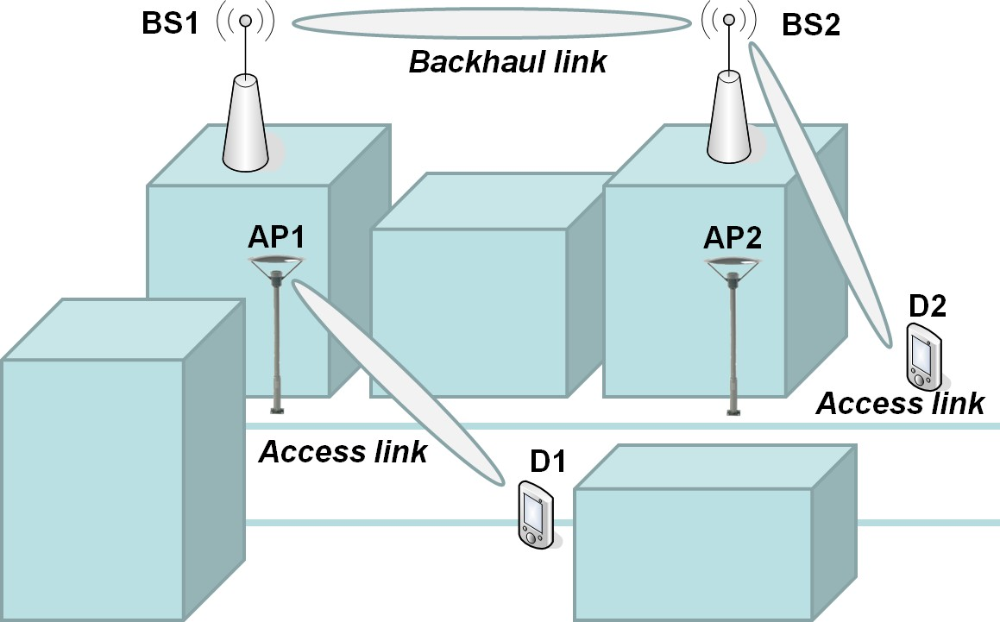 BS1
BS2
Backhaul link
AP1
AP2
D2
Access link
Access link
D1